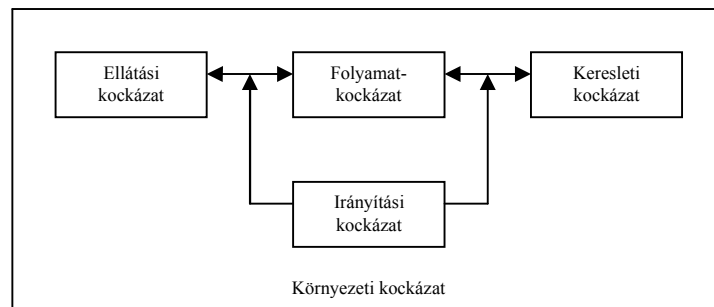 Ellátási
kockázat
Folyamat-
kockázat
Keresleti
kockázat
Irányítási
kockázat
Környezeti kockázat